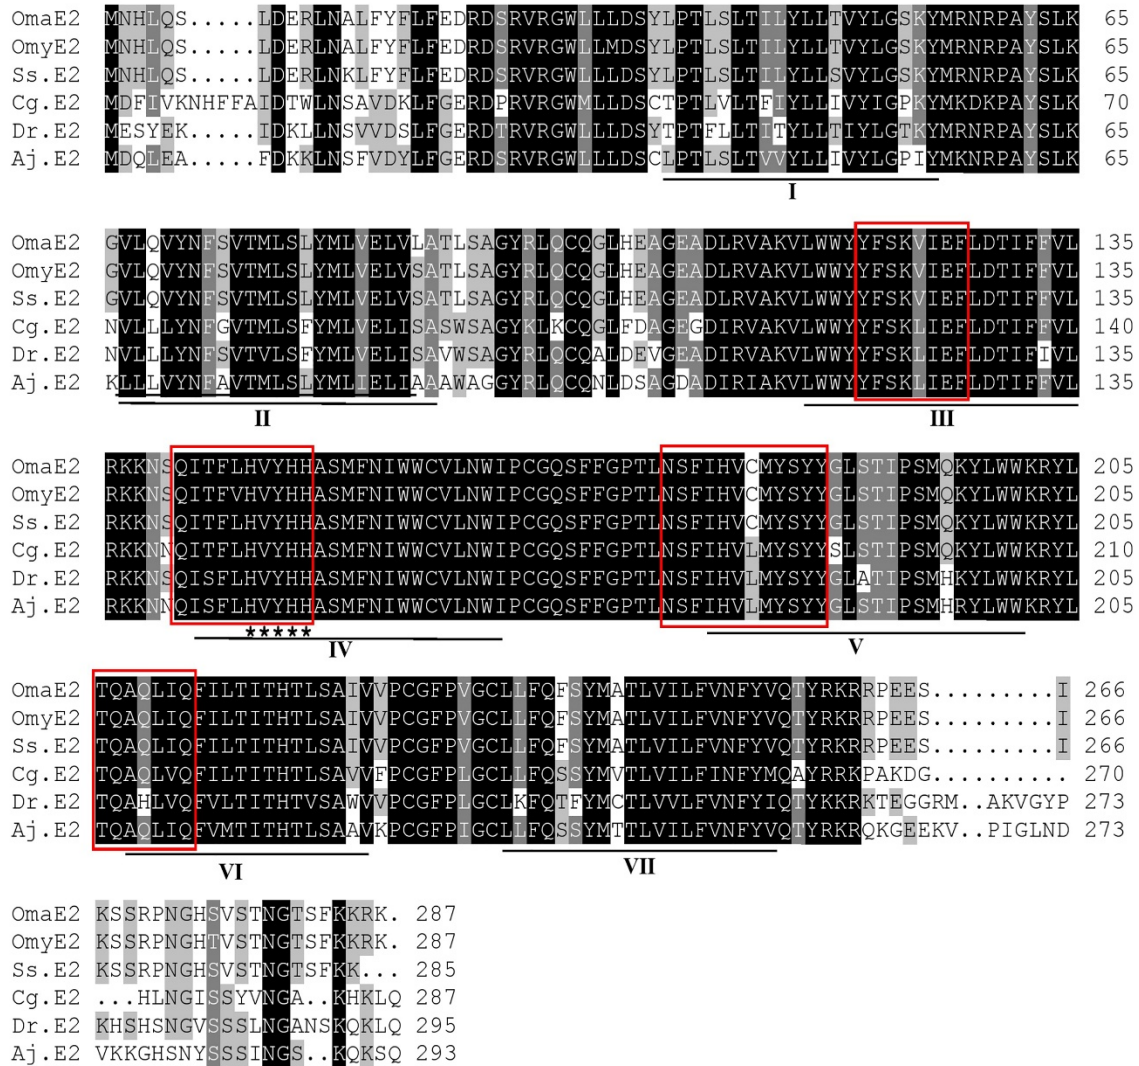 OmaE2 MNHLQS.....LDERLNALFYFLFEDRDSRVRGWLLLDSYLPTLSLTILYLLTVYLGSKYMRNRPAYSLK 65
OmyE2 MNHLQS.....LDERLNALFYFLFEDRDSRVRGWLLMDSYLPTLSLTILYLLTVYLGSKYMRNRPAYSLK 65
Ss.E2 MNHLQS.....LDERLNKLFYFLFEDRDSRVRGWLLLDSYLPTLSLTILYLLSVYLGSKYMRNRPAYSLK 65
Cg.E2 MDFIVKNHFFAIDTWLNSAVDKLFGERDPRVRGWMLLDSCTPTLVLTFIYLLIVYIGPKYMKDKPAYSLK 70
Dr.E2 MESYEK.....IDKLLNSVVDSLFGERDTRVRGWLLLDSYTPTFLLTITYLLTIYLGTKYMRNRPAYSLK 65
Aj.E2 MDQLEA.....FDKKLNSFVDYLFGERDSRVRGWLLLDSCLPTLSLTVVYLLIVYLGPIYMKNRPAYSLK 65
I
OmaE2 GVLQVYNFSVTMLSLYMLVELVLATLSAGYRLQCQGLHEAGEADLRVAKVLWWYYFSKVIEFLDTIFFVL 135
OmyE2 GVLQVYNFSVTMLSLYMLVELVSATLSAGYRLQCQGLHEAGEADLRVAKVLWWYYFSKVIEFLDTIFFVL 135
Ss.E2 GVLQVYNFSVTMLSLYMLVELVSATLSAGYRLQCQGLHEAGEADLRVAKVLWWYYFSKVIEFLDTIFFVL 135
Cg.E2 NVLLLYNFGVTMLSFYMLVELISASWSAGYKLKCQGLFDAGEGDIRVAKVLWWYYFSKLIEFLDTIFFVL 140
Dr.E2 NVLLLYNFSVTVLSFYMLVELISAVWSAGYRLQCQALDEVGEADIRVAKVLWWYYFSKLIEFLDTIFIVL 135
Aj.E2 KLLLVYNFAVTMLSLYMLIELIAAAWAGGYRLQCQNLDSAGDADIRIAKVLWWYYFSKLIEFLDTIFFVL 135
II III
OmaE2 RKKNSQITFLHVYHHASMFNIWWCVLNWIPCGQSFFGPTLNSFIHVCMYSYYGLSTIPSMQKYLWWKRYL 205
OmyE2 RKKNSQITFVHVYHHASMFNIWWCVLNWIPCGQSFFGPTLNSFIHVCMYSYYGLSTIPSMQKYLWWKRYL 205
Ss.E2 RKKNNQITFLHVYHHASMFNIWWCVLNWIPCGQSFFGPTLNSFIHVCMYSYYGLSTIPSMQKYLWWKRYL 205
Cg.E2 RKKNNQITFLHVYHHASMFNIWWCVLNWIPCGQSFFGPTLNSFIHVLMYSYYSLSTIPSMQKYLWWKRYL 210
Dr.E2 RKKNSQISFLHVYHHASMFNIWWCVLNWIPCGQSFFGPTLNSFIHVLMYSYYGLATIPSMHKYLWWKRYL 205
Aj.E2 RKKNNQISFLHVYHHASMFNIWWCVLNWIPCGQSFFGPTLNSFIHVLMYSYYGLSTIPSMHRYLWWKRYL 205
*****
IV V
OmaE2 TQAQLIQFILTITHTLSAIVVPCGFPVGCLLFQFSYMATLVILFVNFYVQTYRKRRPEES.........I 266
OmyE2 TQAQLIQFILTITHTLSAIVVPCGFPVGCLLFQFSYMATLVILFVNFYVQTYRKRRPEES.........I 266
Ss.E2 TQAQLIQFILTITHTLSAIVVPCGFPVGCLLFQFSYMATLVILFVNFYVQTYRKRRPEES.........I 266
Cg.E2 TQAQLVQFILTITHTLSAVVFPCGFPLGCLLFQSSYMVTLVILFINFYMQAYRRKPAKDG.......... 270
Dr.E2 TQAHLVQFVLTITHTVSAWVVPCGFPLGCLKFQTFYMCTLVVLFVNFYIQTYKKRKTEGGRM..AKVGYP 273
Aj.E2 TQAQLIQFVMTITHTLSAAVKPCGFPIGCLLFQSSYMTTLVILFVNFYVQTYRKRQKGEEKV..PIGLND 273
VI VII
OmaE2 KSSRPNGHSVSTNGTSFKKRK. 287
OmyE2 KSSRPNGHTVSTNGTSFKKRK. 287
Ss.E2 KSSRPNGHSVSTNGTSFKK... 285
Cg.E2 ...HLNGISSYVNGA..KHKLQ 287
Dr.E2 KHSHSNGVSSSLNGANSKQKLQ 295
Aj.E2 VKKGHSNYSSSINGS..KQKSQ 293